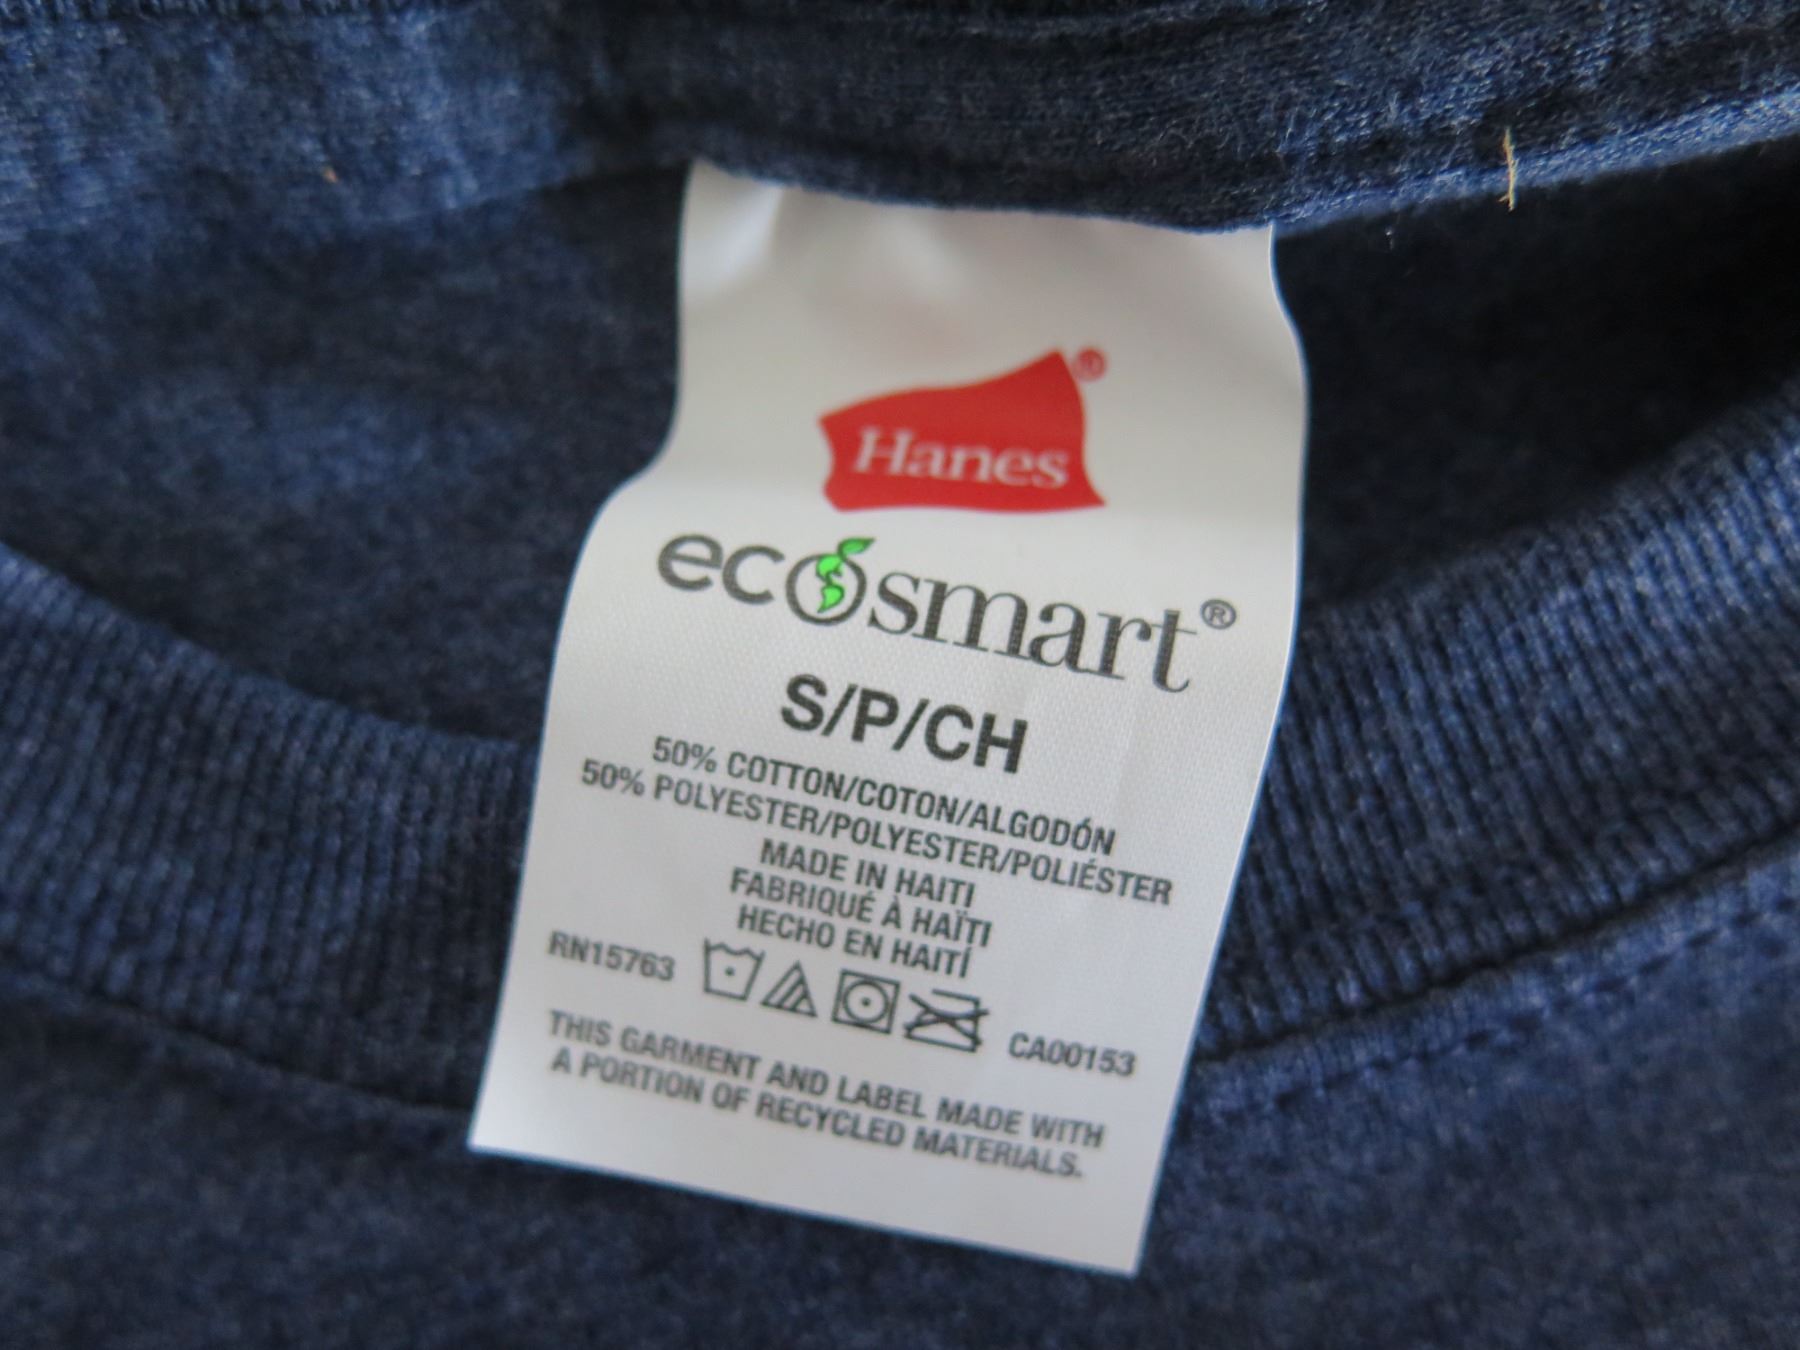 Hanes®
ecosmart®
S/P/CH
50% COTTON/COTON/ALGODÓN
50% POLYESTER/POLYESTER/POLIÉSTER
MADE IN HAITI
FABRIQUÉ À HAÏTI
HECHO EN HAITÍ
RN15763 CA00153
THIS GARMENT AND LABEL MADE WITH
A PORTION OF RECYCLED MATERIALS.